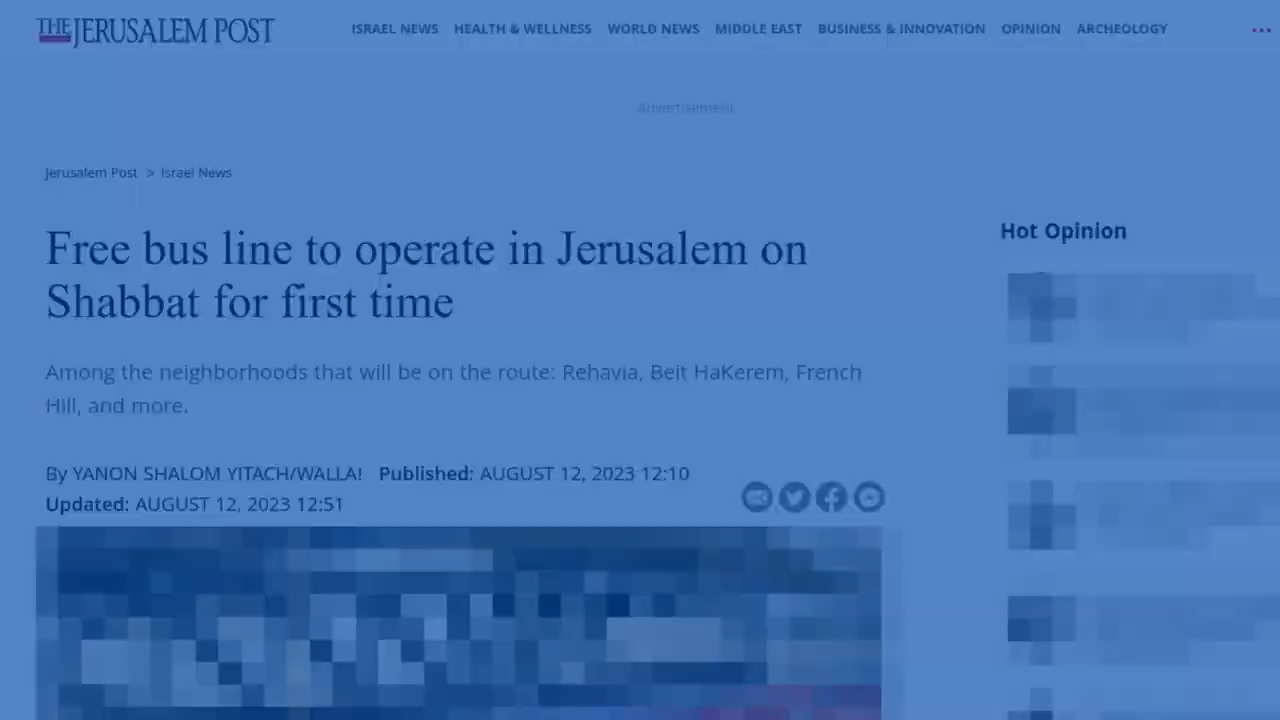 THE JERUSALEM POST
ISRAEL NEWS HEALTH & WELLNESS WORLD NEWS MIDDLE EAST BUSINESS & INNOVATION OPINION ARCHEOLOGY
Advertisement
Jerusalem Post > Israel News
Free bus line to operate in Jerusalem on
Shabbat for first time
Hot Opinion
Among the neighborhoods that will be on the route: Rehavia, Beit HaKerem, French
Hill, and more.
By YANON SHALOM YITACH/WALLA! Published: AUGUST 12, 2023 12:10
Updated: AUGUST 12, 2023 12:51